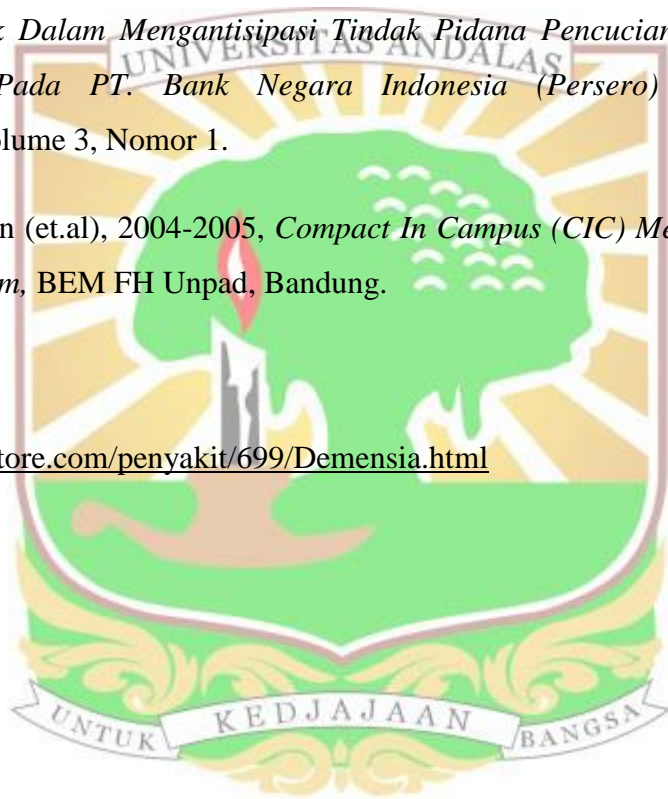 Dalam Mengantisipasi Tindak Pidana Pencucian
UNIVERSITAS ANDALAS
Pada PT. Bank Negara Indonesia (Persero)
lume 3, Nomor 1.
n (et.al), 2004-2005, Compact In Campus (CIC) Me
m, BEM FH Unpad, Bandung.
tore.com/penyakit/699/Demensia.html
UNTUK KEDJAJAAN BANGSA